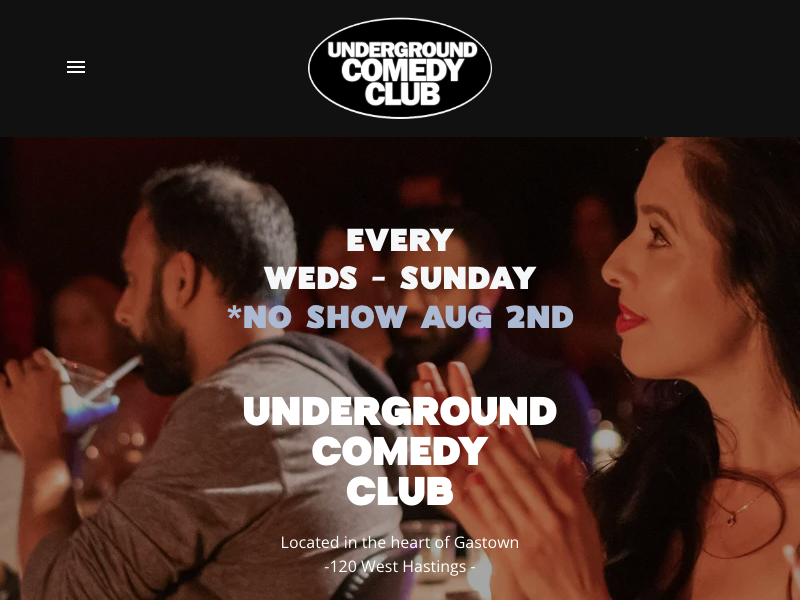 UNDERGROUND
COMEDY
CLUB
EVERY
WEDS - SUNDAY
*NO SHOW AUG 2ND
UNDERGROUND
COMEDY
CLUB
Located in the heart of Gastown
-120 West Hastings -